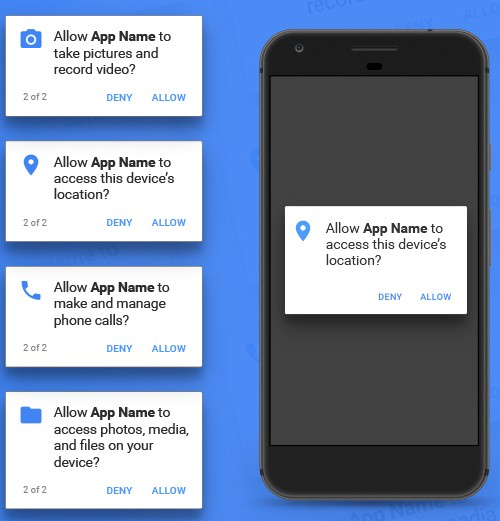 Allow App Name to
take pictures and
record video?
2 of 2
DENY
ALLOW
Allow App Name to
access this device's
location?
2 of 2
DENY
ALLOW
Allow App Name to
make and manage
phone calls?
2 of 2
DENY
ALLOW
Allow App Name to
access photos, media,
and files on your
device?
2 of 2
DENY
ALLOW
Allow App Name to
access this device's
location?
DENY
ALLOW